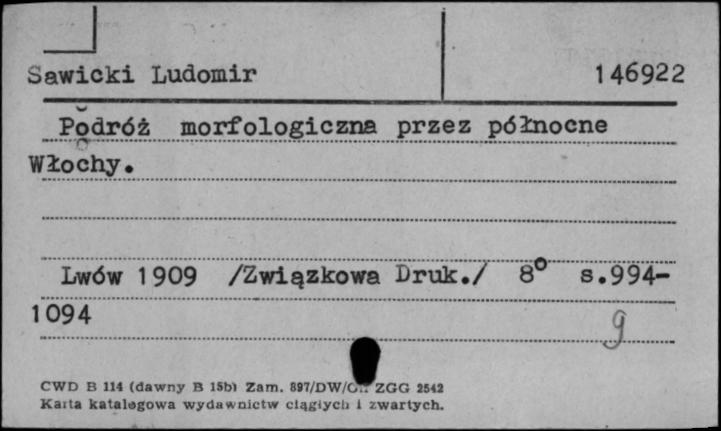 Sawicki Ludomir 146922
Podróż morfologiczna przez północne
Włochy.
Lwów 1909 /Związkowa Druk./ 8° s.994-
1094
g
CWD B 114 (dawny B 15b) Zam. 897/DW/ ZGG 2542
Karta katalogowa wydawnictw ciągłych i zwartych.